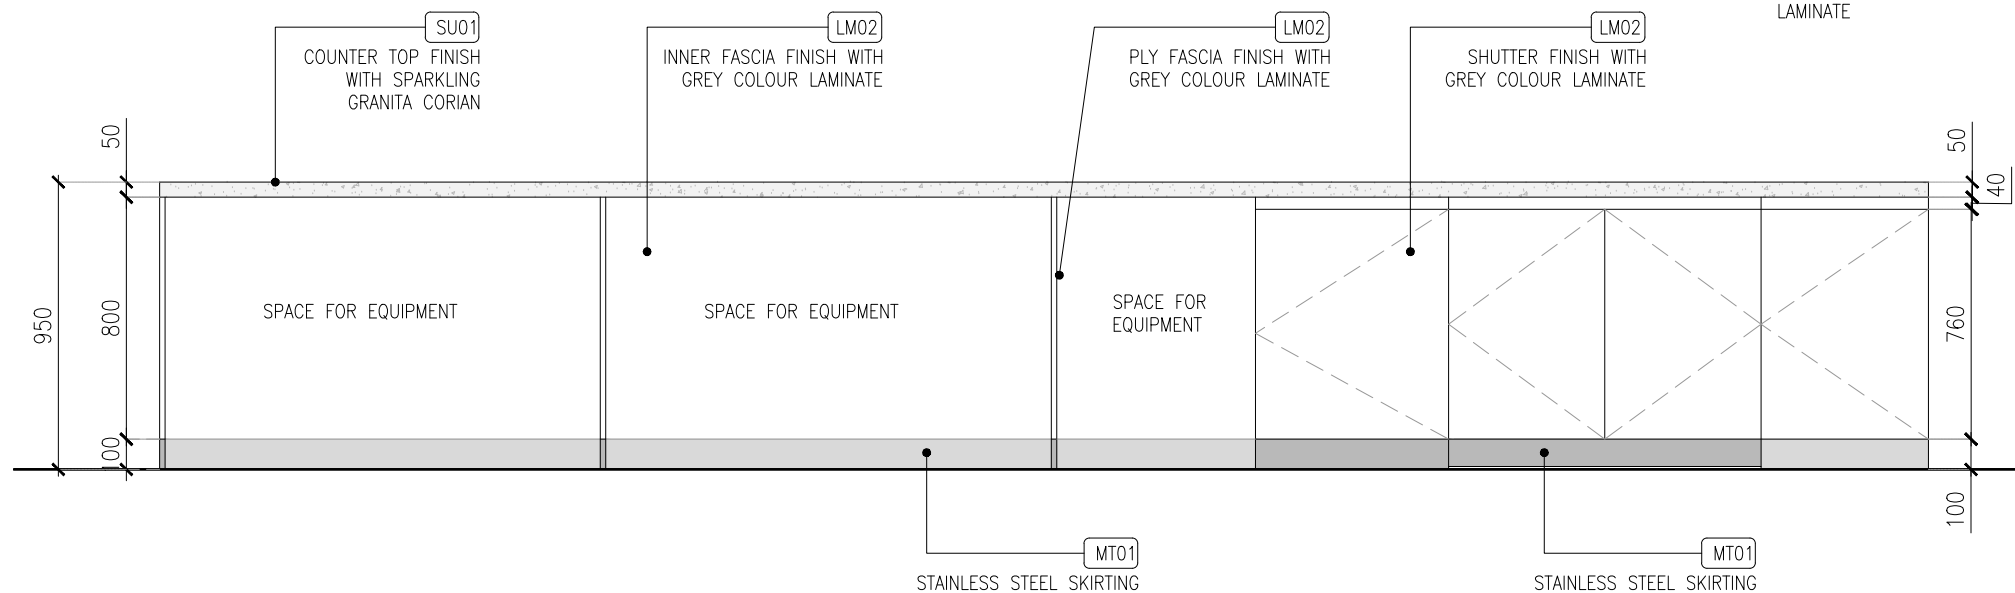 LAMINATE
SU01
COUNTER TOP FINISH
WITH SPARKLING
GRANITA CORIAN
LM02
INNER FASCIA FINISH WITH
GREY COLOUR LAMINATE
LM02
PLY FASCIA FINISH WITH
GREY COLOUR LAMINATE
LM02
SHUTTER FINISH WITH
GREY COLOUR LAMINATE
50
950
800
100
SPACE FOR EQUIPMENT
SPACE FOR EQUIPMENT
SPACE FOR
EQUIPMENT
50
40
760
100
MT01
STAINLESS STEEL SKIRTING
MT01
STAINLESS STEEL SKIRTING